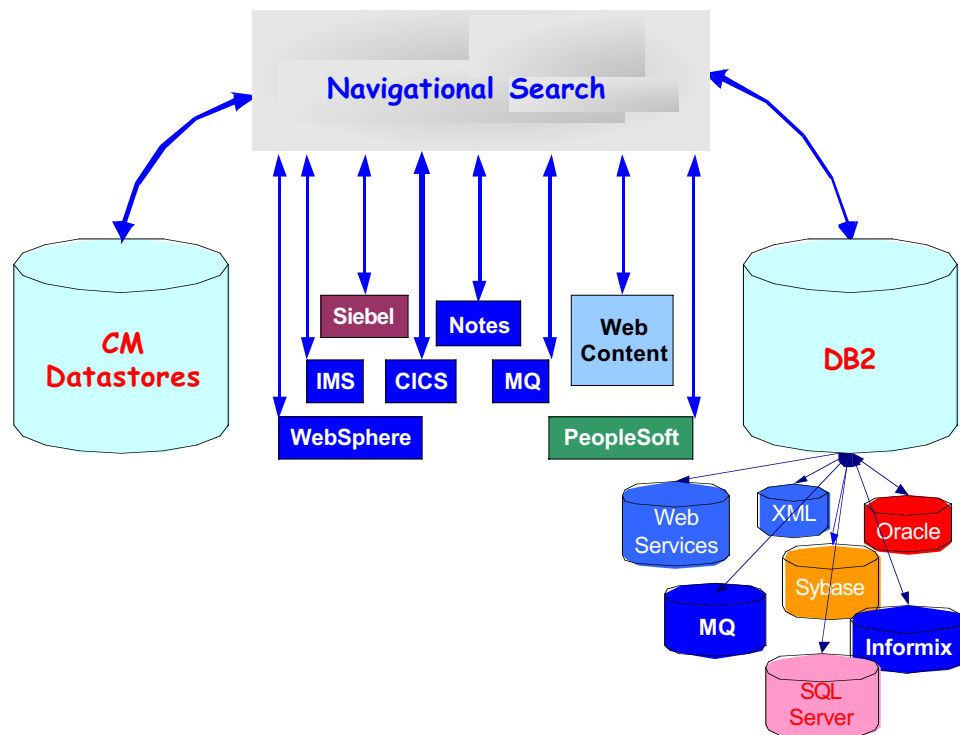 Navigational Search
CM
Datastores
Siebel
Notes
Web
Content
DB2
IMS
CICS
MQ
WebSphere
PeopleSoft
Web
Services
XML
Oracle
Sybase
MQ
Informix
SQL
Server